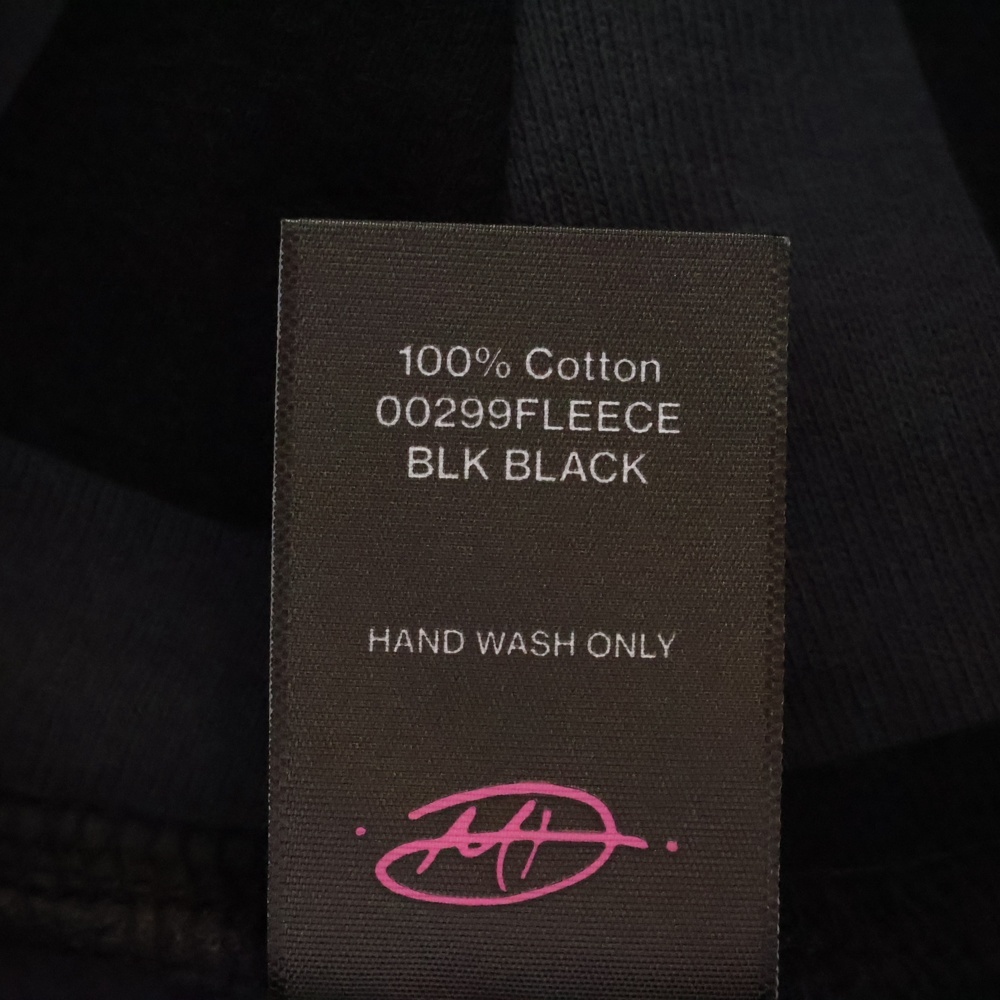 100% Cotton
00299FLEECE
BLK BLACK
HAND WASH ONLY